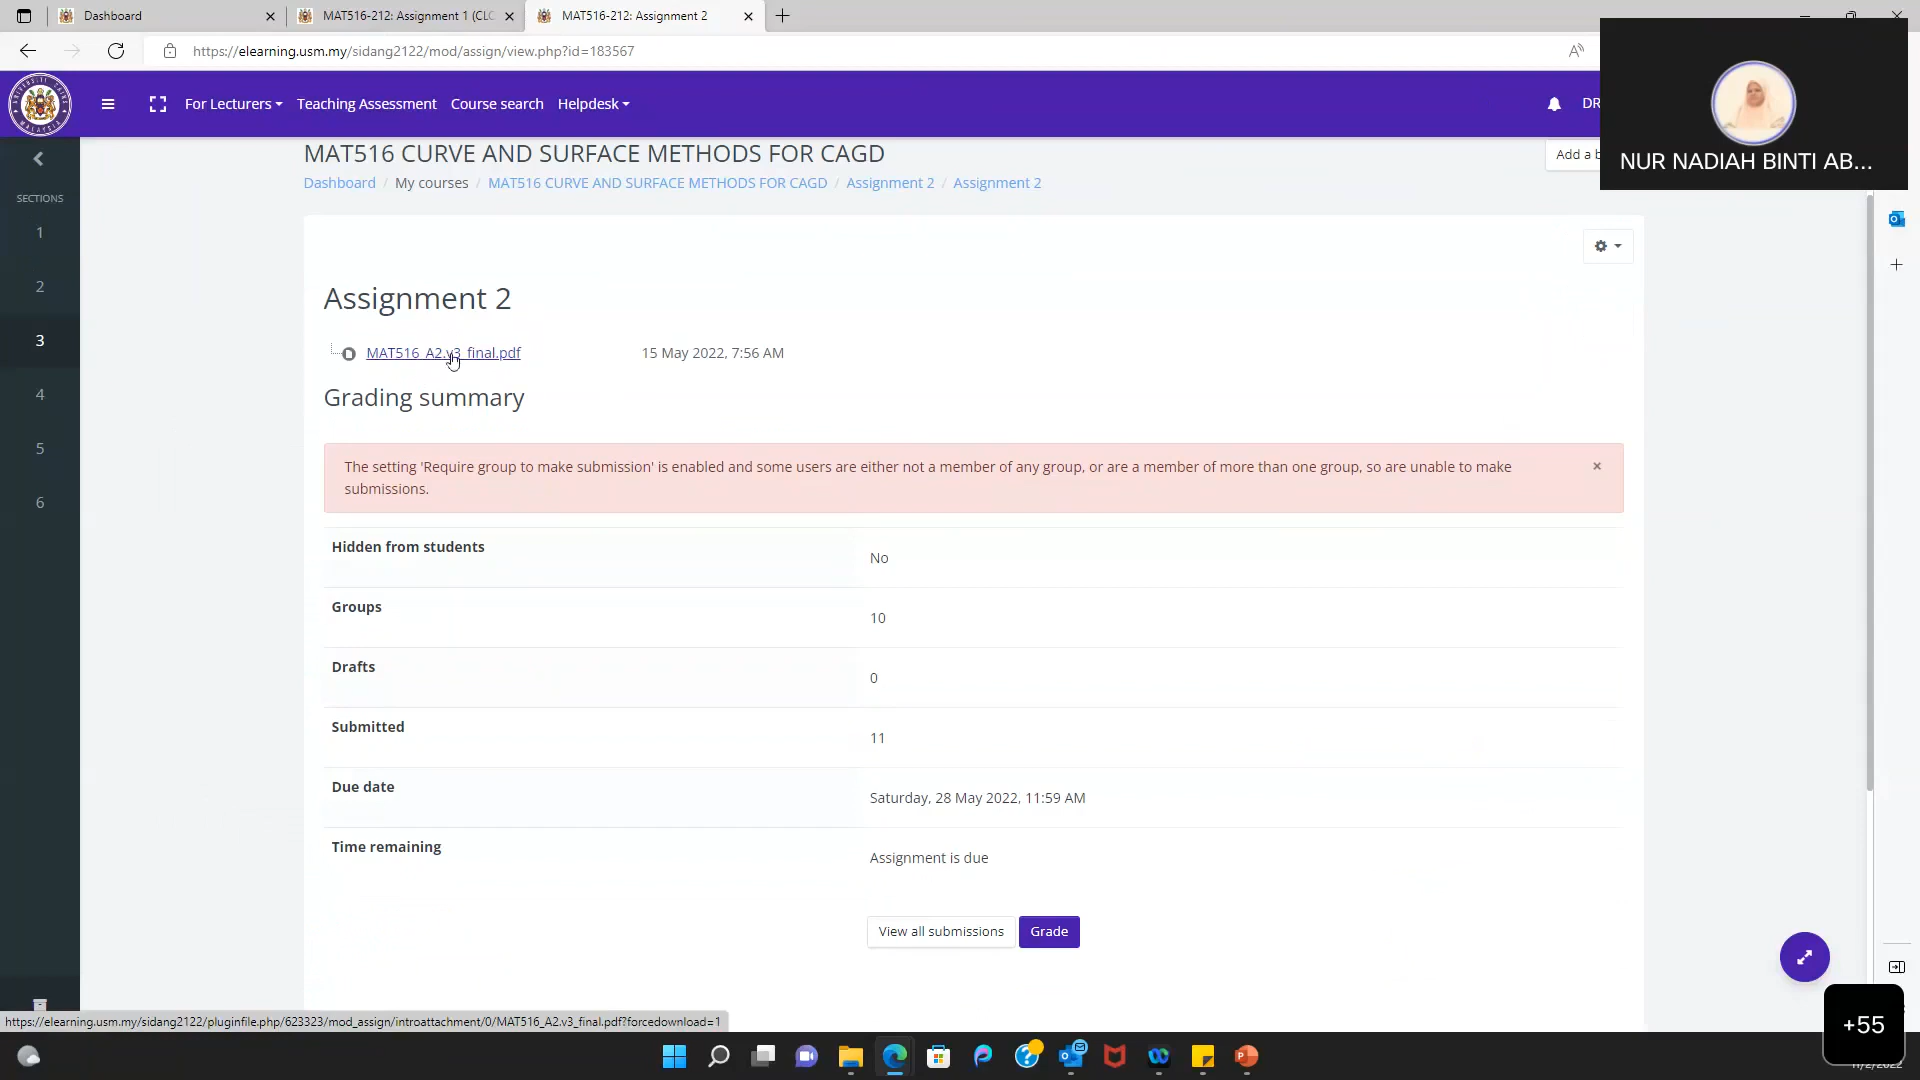 Dashboard
MAT516-212: Assignment 1 (CLC
MAT516-212: Assignment 2
https://elearning.usm.my/sidang2122/mod/assign/view.php?id=183567
For Lecturers
Teaching Assessment
Course search
Helpdesk
DR
NUR NADIAH BINTI AB...
MAT516 CURVE AND SURFACE METHODS FOR CAGD
Add a b
Dashboard / My courses / MAT516 CURVE AND SURFACE METHODS FOR CAGD / Assignment 2 / Assignment 2
SECTIONS
1
2
3
4
5
6
Assignment 2
MAT516_A2.v3_final.pdf
15 May 2022, 7:56 AM
Grading summary
The setting 'Require group to make submission' is enabled and some users are either not a member of any group, or are a member of more than one group, so are unable to make
submissions.
Hidden from students
No
Groups
10
Drafts
0
Submitted
11
Due date
Saturday, 28 May 2022, 11:59 AM
Time remaining
Assignment is due
View all submissions
Grade
https://elearning.usm.my/sidang2122/pluginfile.php/623323/mod_assign/introattachment/0/MAT516_A2.v3_final.pdf?forcedownload=1
+55